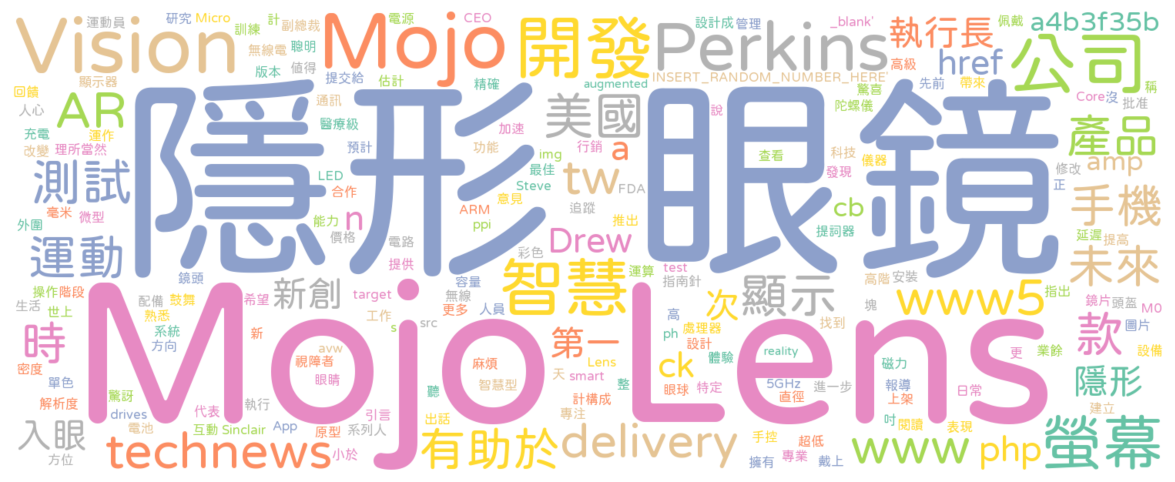 Vision
Mojo
開發
Perkins
執行長
a4b3f35b
公司
href
INSERT_RANDOM_NUMBER_HERE'
_blank'
運動員
研究
Micro
計
電源
CEO
設計成
管理
佩戴
訓練
副總裁
無線電
聰明
顯示器
版本
值得
提交給
估計
精確
augmented
高級
先前
帶來
回饋
人心
AR
通訊
美國
說
驚喜
陀螺儀
Core
沒
稱
批准
充電
運作
改變
理所當然
醫療級
加速
預計
功能
img
行銷
a
查看
科技
儀器
發現
產品
amp
隱形眼鏡
測試
LED
合作
最佳
Steve
tw
FDA
修改
正
毫米
微型
n
能力
價格
ARM
ppi
意見
追蹤
推出
cb
提詞器
手機
外圍
運動
電路
Drew
彩色
延遲
提高
鏡頭
提供
智慧
運算
test
指南針
顯示
高階
安裝
未來
指出
操作
階段
生活
世上
配備
鼓舞
熟悉
新創
希望
target
無線
容量
更多
人員
次
找到
塊
www5
鏡片
頭盔
M0
時
系統
方向
新
工作
s
src
第一
高
ph
處理器
設計
款
圖片
業餘
更
設備
Mojo Lens
密度
單色
視障者
avw
眼睛
麻煩
Lens
smart
ck
體驗
reality
磁力
隱形
聽
智慧型
天
整
眼球
特定
5GHz
直徑
進一步
報導
上架
日常
解析度
驚訝
drives
代表
執行
計構成
引言
出話
專注
吋
閱讀
表現
建立
入眼
方位
電池
互動
Sinclair
App
原型
系列人
手控
超低
technews
小於
有助於
delivery
擁有
專業
戴上
www
php
螢幕